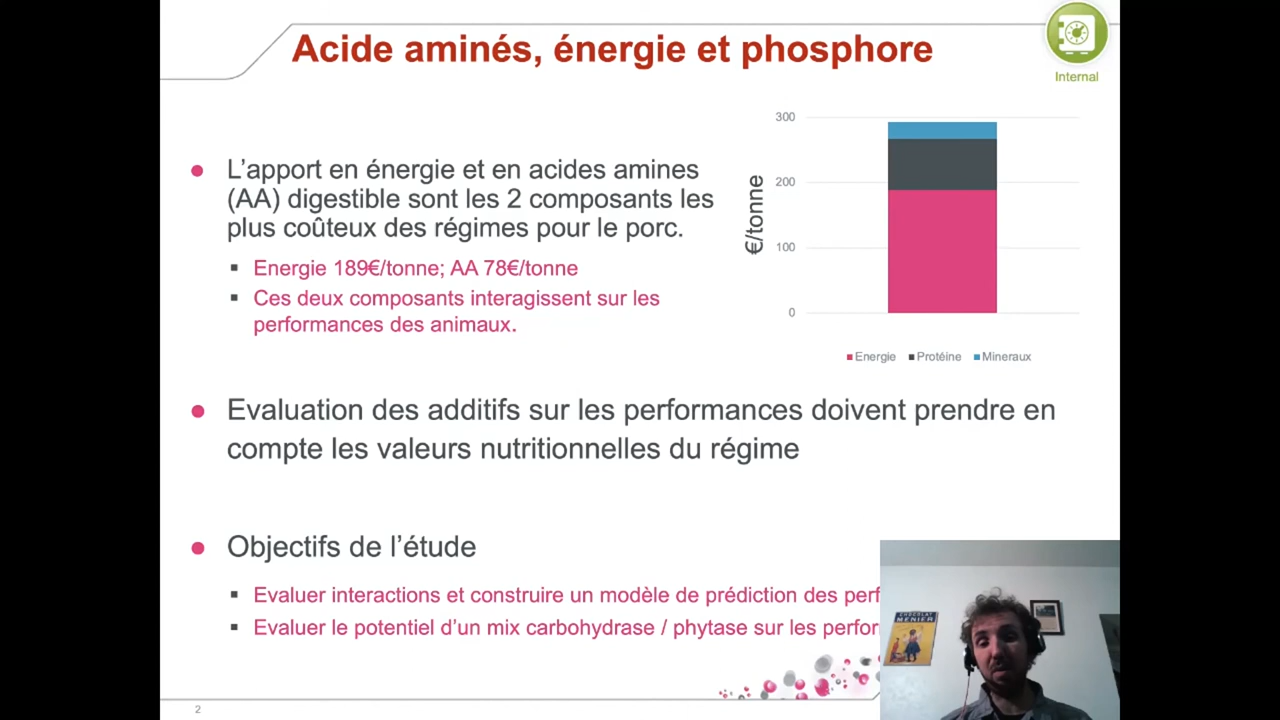 Acide aminés, énergie et phosphore
Internal
L’apport en énergie et en acides amines
(AA) digestible sont les 2 composants les
plus coûteux des régimes pour le porc.
Energie 189€/tonne; AA 78€/tonne
Ces deux composants interagissent sur les
performances des animaux.
€/tonne
300
200
100
0
Energie Protéine Mineraux
Evaluation des additifs sur les performances doivent prendre en
compte les valeurs nutritionnelles du régime
Objectifs de l’étude
Evaluer interactions et construire un modèle de prédiction des perf
Evaluer le potentiel d’un mix carbohydrase / phytase sur les perfor
CHOCOLAT
MENIER
2